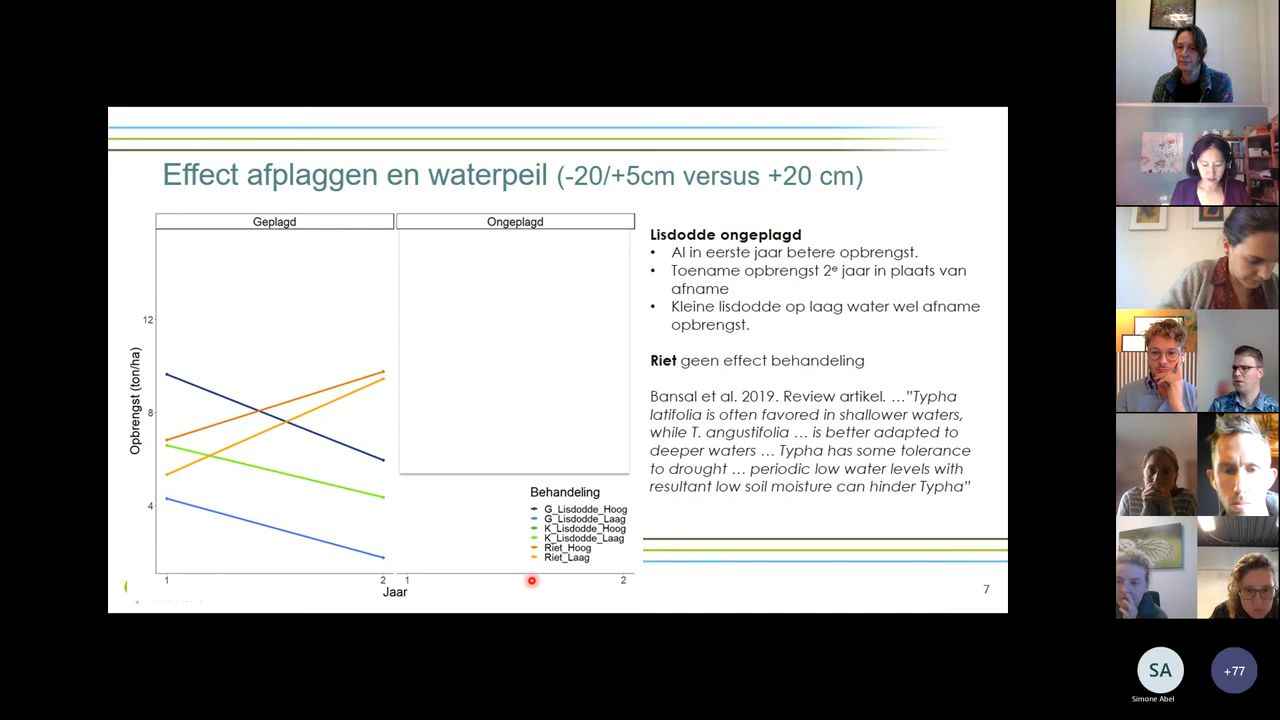 Effect afplaggen en waterpeil (-20/+5cm versus +20 cm)
Geplagd
Ongeplagd
12
8
4
Opbrengst (ton/ha)
1
2
1
2
Jaar
Behandeling
G_Lisdodde_Hoog
G_Lisdodde_Laag
K_Lisdodde_Hoog
K_Lisdodde_Laag
Riet_Hoog
Riet_Laag
Lisdodde ongeplagd
• Al in eerste jaar betere opbrengst.
• Toename opbrengst 2e jaar in plaats van
afname
• Kleine lisdodde op laag water wel afname
opbrengst.
Riet geen effect behandeling
Bansal et al. 2019. Review artikel. …"Typha
latifolia is often favored in shallower waters,
while T. angustifolia … is better adapted to
deeper waters … Typha has some tolerance
to drought … periodic low water levels with
resultant low soil moisture can hinder Typha"
7
SA
Simone Abel
+77